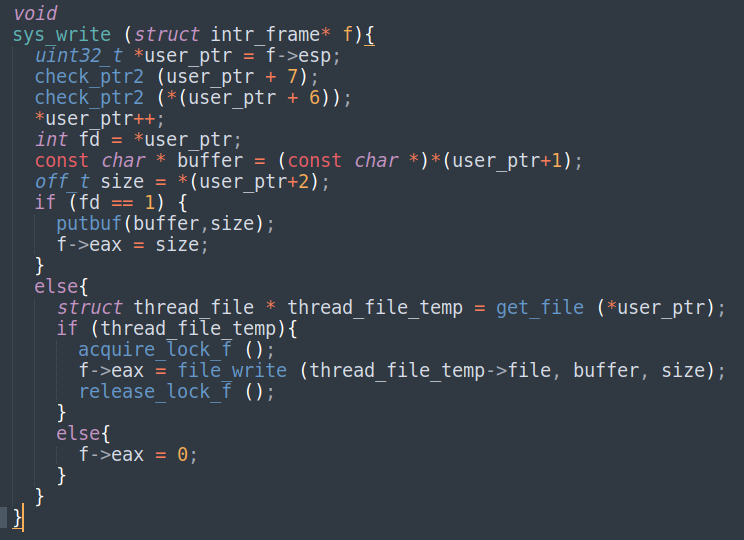 void
sys_write (struct intr_frame* f){
  uint32_t *user_ptr = f->esp;
  check_ptr2 (user_ptr + 7);
  check_ptr2 (*(user_ptr + 6));
  *user_ptr++;
  int fd = *user_ptr;
  const char * buffer = (const char *)*(user_ptr+1);
  off_t size = *(user_ptr+2);
  if (fd == 1) {
    putbuf(buffer,size);
    f->eax = size;
  }
  else{
    struct thread_file * thread_file_temp = get_file (*user_ptr);
    if (thread_file_temp){
      acquire_lock_f ();
      f->eax = file_write (thread_file_temp->file, buffer, size);
      release_lock_f ();
    }
    else{
      f->eax = 0;
    }
  }
}